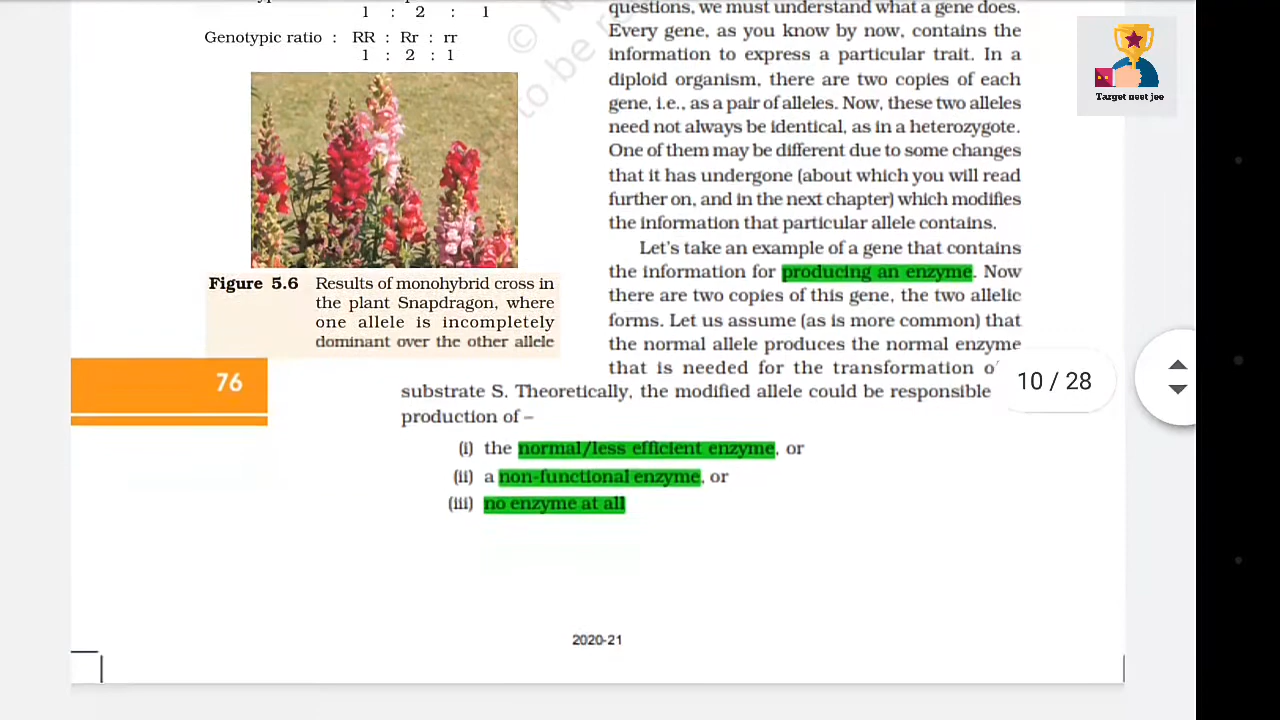 1 : 2 : 1
Genotypic ratio : RR : Rr : rr
1 : 2 : 1
Figure 5.6 Results of monohybrid cross in
the plant Snapdragon, where
one allele is incompletely
dominant over the other allele
76
questions, we must understand what a gene does.
Every gene, as you know by now, contains the
information to express a particular trait. In a
diploid organism, there are two copies of each
gene, i.e., as a pair of alleles. Now, these two alleles
need not always be identical, as in a heterozygote.
One of them may be different due to some changes
that it has undergone (about which you will read
further on, and in the next chapter) which modifies
the information that particular allele contains.
Let's take an example of a gene that contains
the information for producing an enzyme. Now
there are two copies of this gene, the two allelic
forms. Let us assume (as is more common) that
the normal allele produces the normal enzyme
that is needed for the transformation
substrate S. Theoretically, the modified allele could be responsible
production of –
(i) the normal/less efficient enzyme, or
(ii) a non-functional enzyme, or
(iii) no enzyme at all
2020-21
10 / 28
Target neet jee
© N
to be re